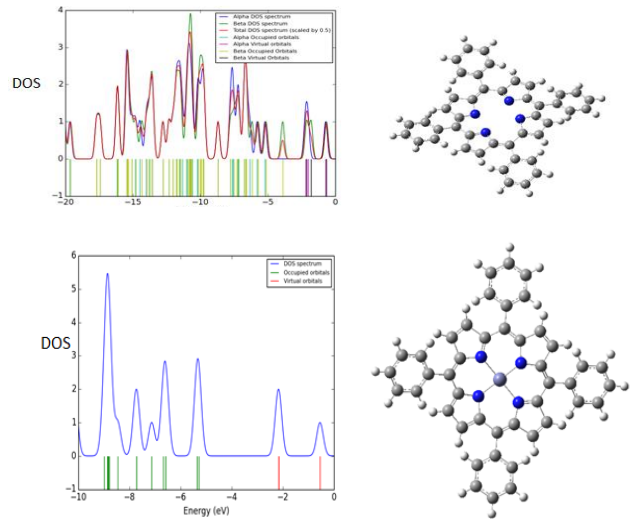 4
3
2
1
0
−1
DOS
Alpha DOS spectrum
Beta DOS spectrum
Total DOS spectrum (scaled by 0.5)
Alpha Occupied orbitals
Alpha Virtual orbitals
Beta Occupied Orbitals
Beta Virtual Orbitals
−20 −15 −10 −5 0
6
5
4
3
2
1
0
−1
DOS
DOS spectrum
Occupied orbitals
Virtual orbitals
−10 −8 −6 −4 −2 0
Energy (eV)